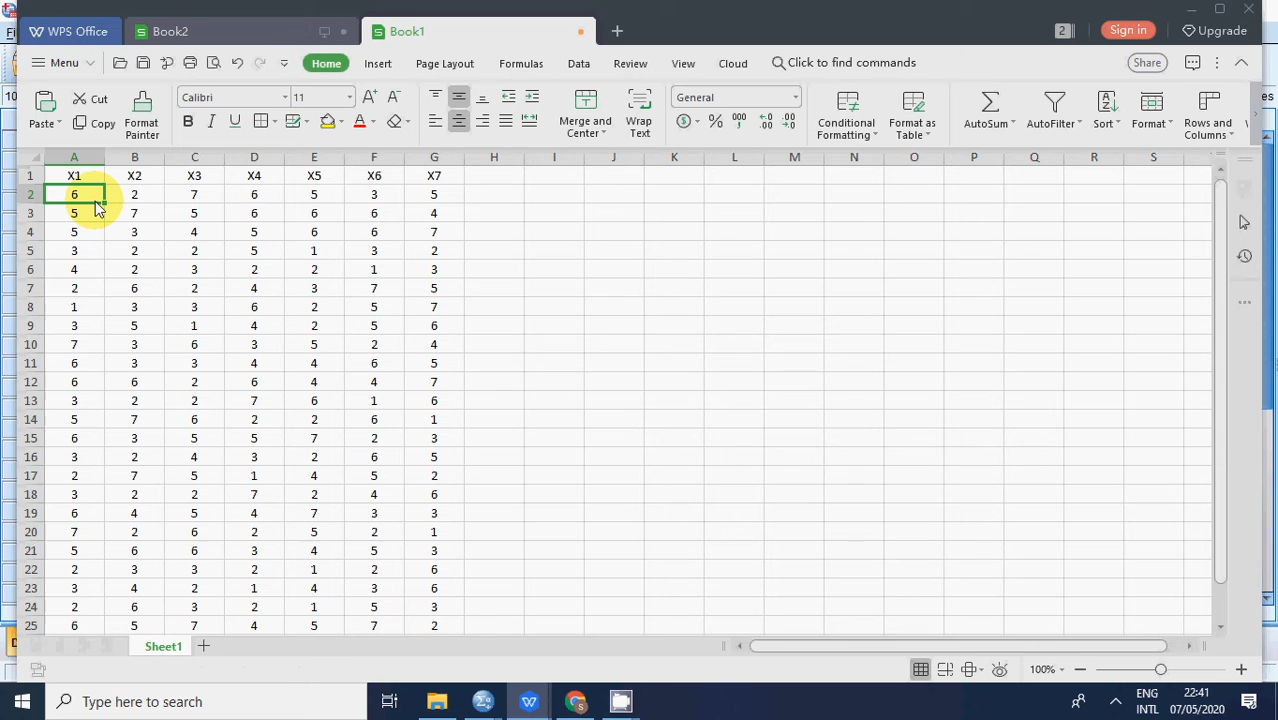 WPS Office Book2 Book1 2 Sign in Upgrade
Menu Home Insert Page Layout Formulas Data Review View Cloud Click to find commands Share
Paste Cut Copy Format Painter Calibri 11 Merge and Center Wrap Text General Conditional Formatting Format as Table AutoSum AutoFilter Sort Format Rows and Columns
A B C D E F G H I J K L M N O P Q R S
1 X1 X2 X3 X4 X5 X6 X7
2 6 2 7 6 5 3 5
3 5 7 5 6 6 6 4
4 5 3 4 5 6 6 7
5 3 2 2 5 1 3 2
6 4 2 3 2 2 1 3
7 2 6 2 4 3 7 5
8 1 3 3 6 2 5 7
9 3 5 1 4 2 5 6
10 7 3 6 3 5 2 4
11 6 3 3 4 4 6 5
12 6 6 2 6 4 4 7
13 3 2 2 7 6 1 6
14 5 7 6 2 2 6 1
15 6 3 5 5 7 2 3
16 3 2 4 3 2 6 5
17 2 7 5 1 4 5 2
18 3 2 2 7 2 4 6
19 6 4 5 4 7 3 3
20 7 2 6 2 5 2 1
21 5 6 6 3 4 5 3
22 2 3 3 2 1 2 6
23 3 4 2 1 4 3 6
24 2 6 3 2 1 5 3
25 6 5 7 4 5 7 2
Sheet1
100%
Type here to search ENG INTL 22:41 07/05/2020